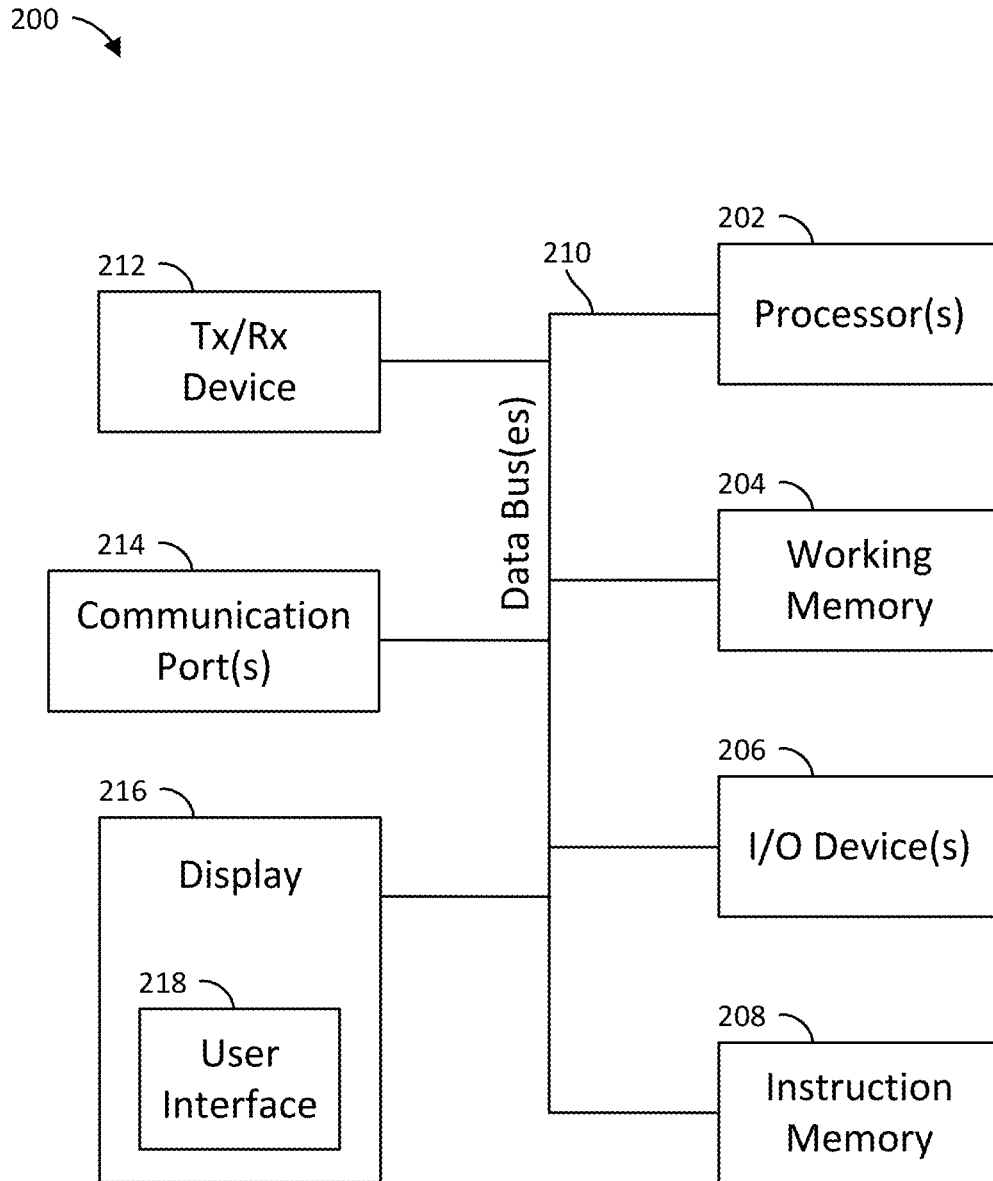 200
202
Processor(s)
210
212
Tx/Rx
Device
Data Bus(es)
204
Working
Memory
214
Communication
Port(s)
206
I/O Device(s)
216
Display
218
User
Interface
208
Instruction
Memory